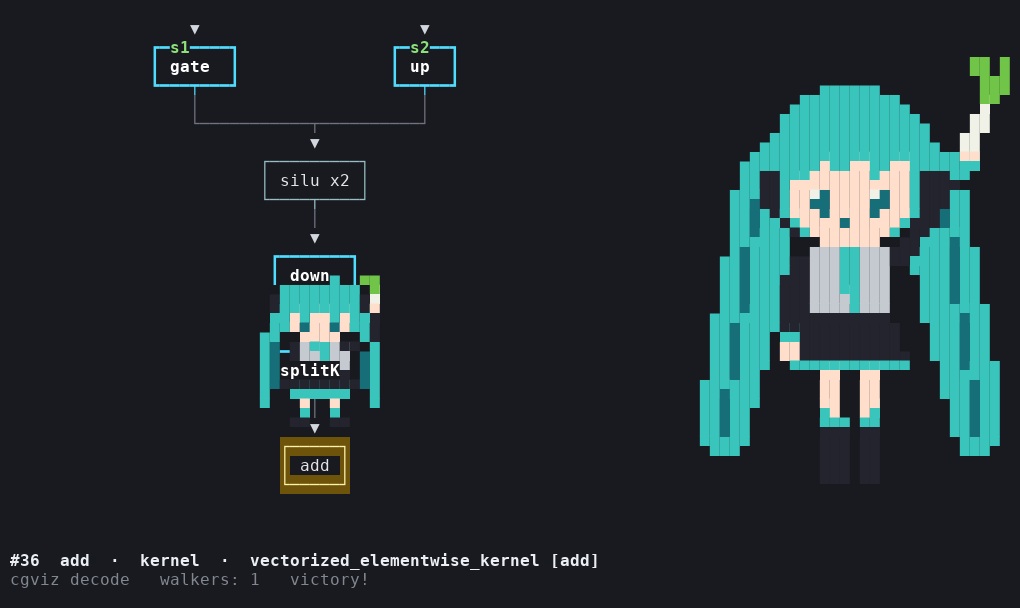 s1 s2
gate up
silu x2
down
splitK
add
#36 add · kernel · vectorized_elementwise_kernel [add]
cgviz decode walkers: 1 victory!